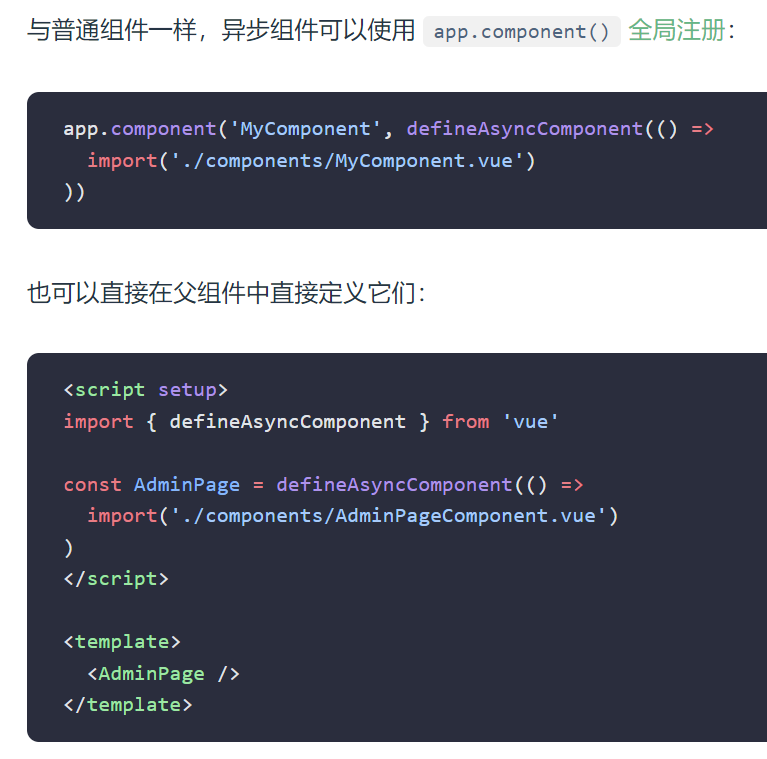 与普通组件一样，异步组件可以使用 app.component() 全局注册：
app.component('MyComponent', defineAsyncComponent(() =>
  import('./components/MyComponent.vue')
))
也可以直接在父组件中直接定义它们：
<script setup>
import { defineAsyncComponent } from 'vue'
const AdminPage = defineAsyncComponent(() =>
  import('./components/AdminPageComponent.vue')
)
</script>
<template>
  <AdminPage />
</template>